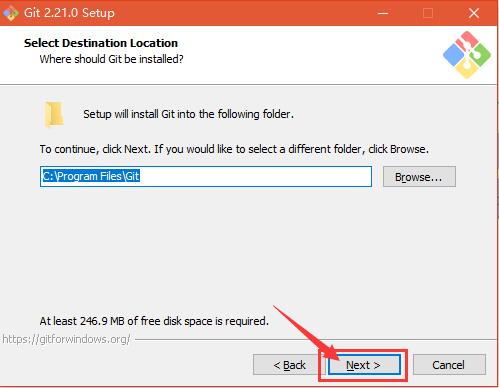 Git 2.21.0 Setup
Select Destination Location
Where should Git be installed?
Setup will install Git into the following folder.
To continue, click Next. If you would like to select a different folder, click Browse.
C:\Program Files\Git
Browse...
At least 246.9 MB of free disk space is required.
https://gitforwindows.org/
< Back
Next >
Cancel